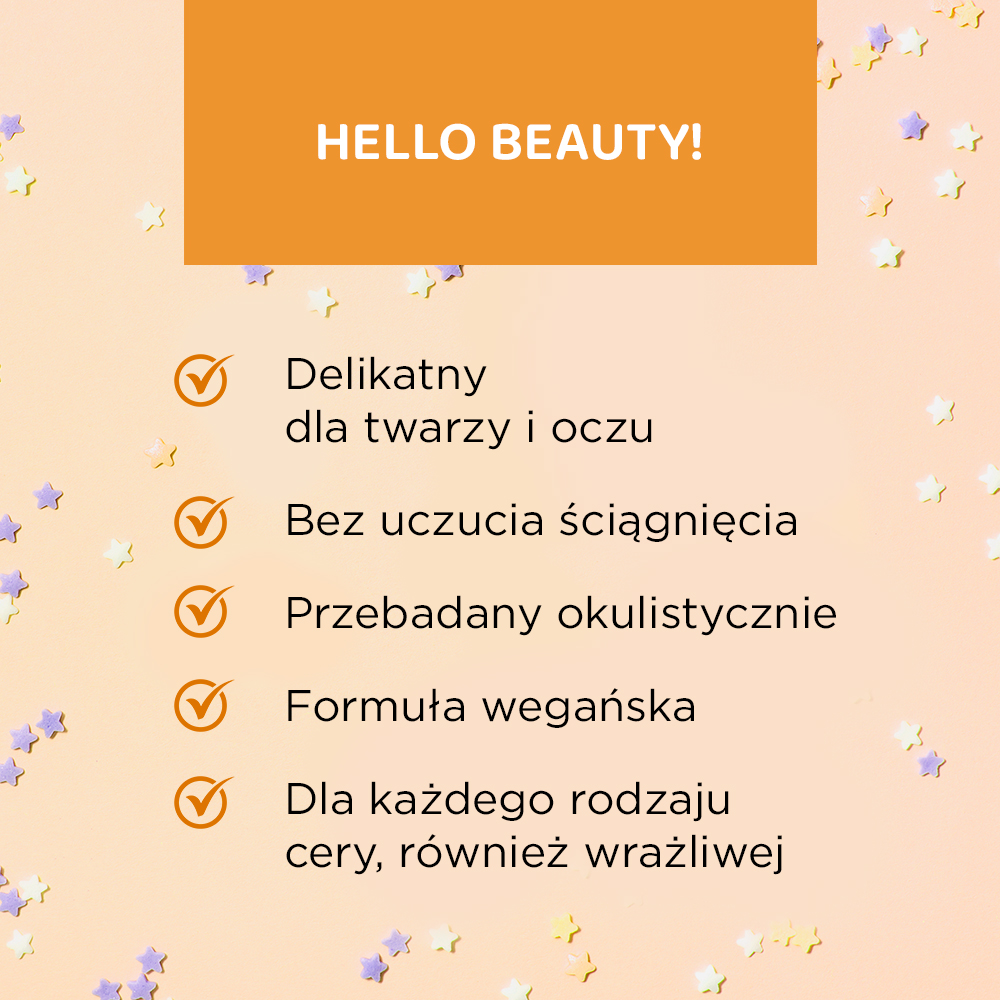 HELLO BEAUTY!
Delikatny
dla twarzy i oczu
Bez uczucia ściągnięcia
Przebadany okulistycznie
Formuła wegańska
Dla każdego rodzaju
cery, również wrażliwej